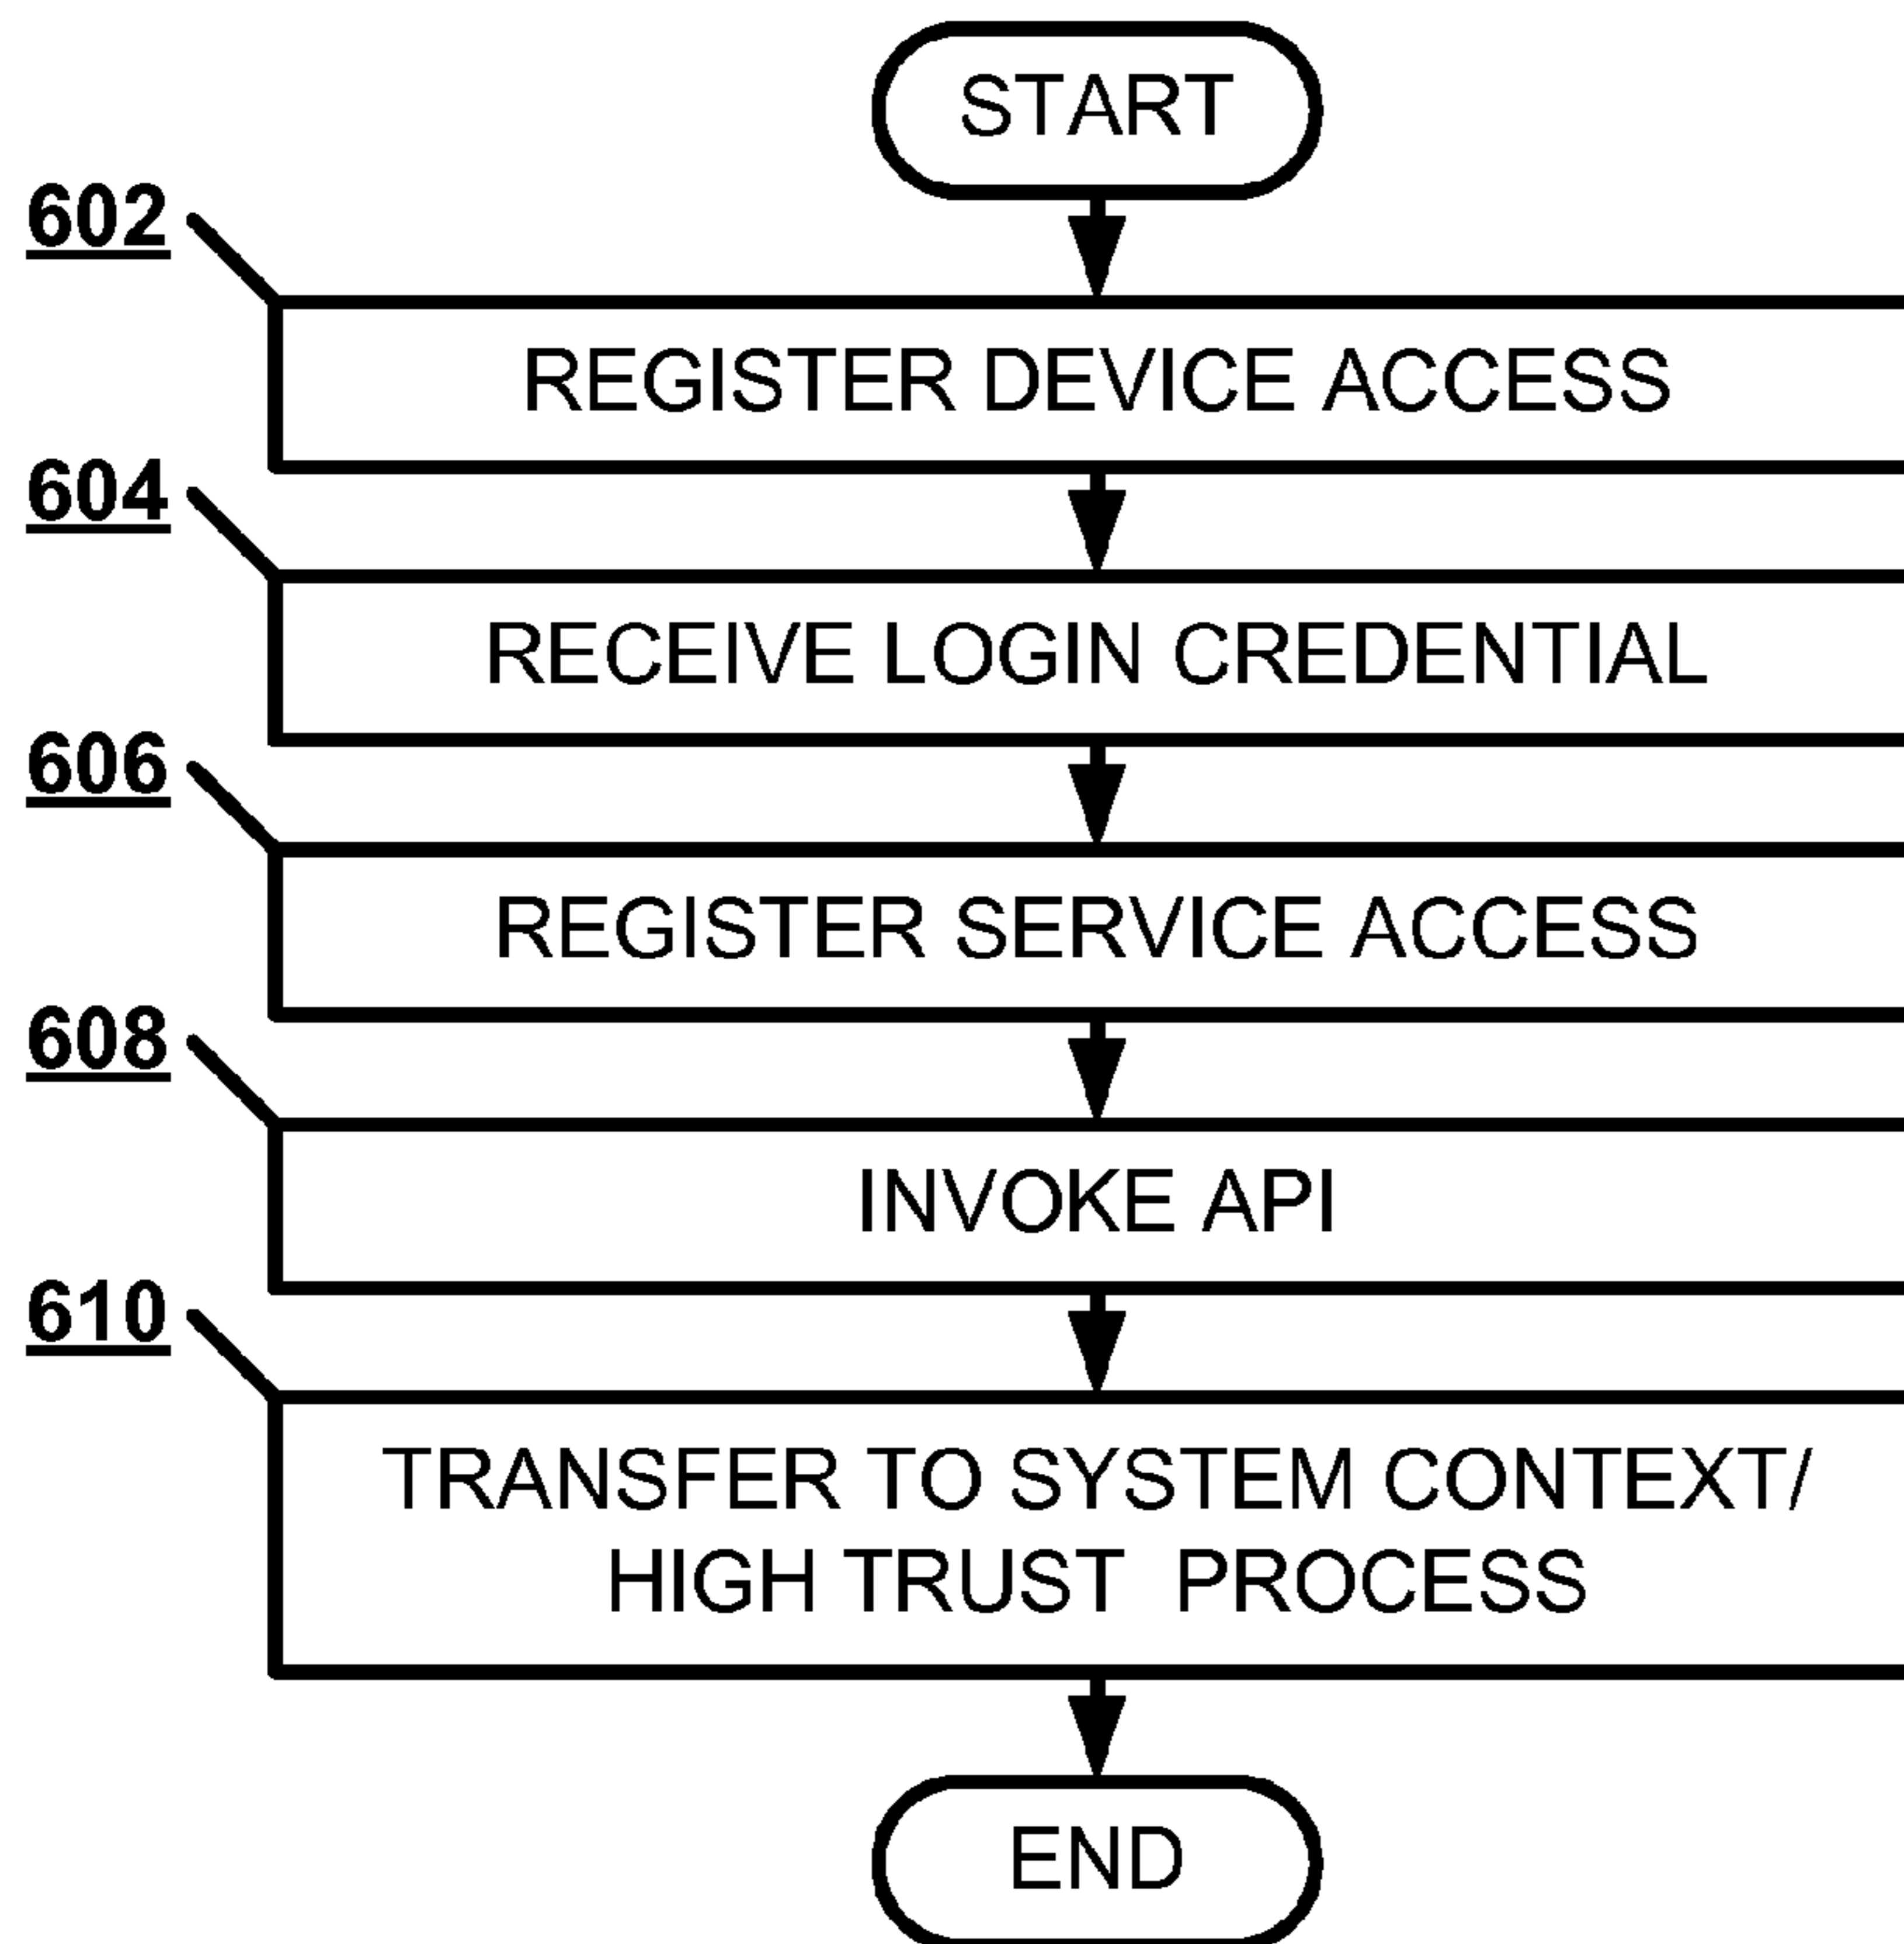 START
602
REGISTER DEVICE ACCESS
604
RECEIVE LOGIN CREDENTIAL
606
REGISTER SERVICE ACCESS
608
INVOKE API
610
TRANSFER TO SYSTEM CONTEXT/
HIGH TRUST PROCESS
END